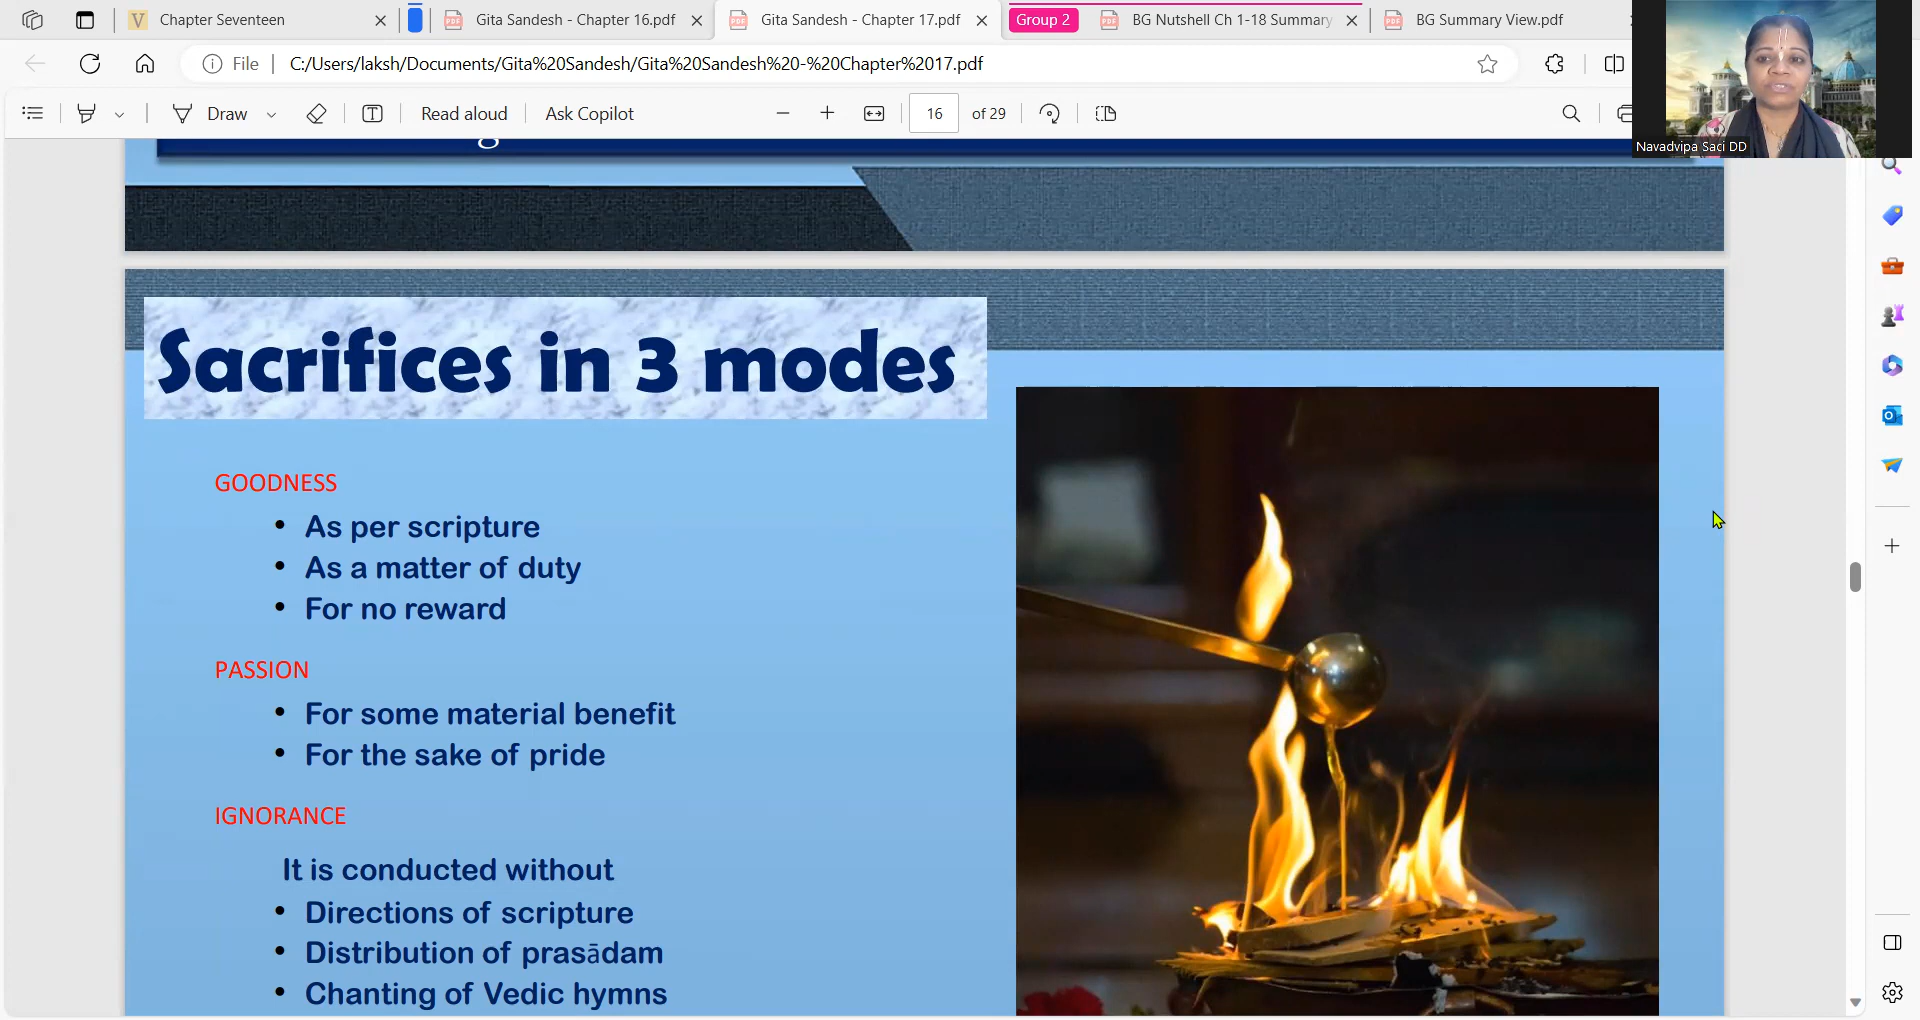 Chapter Seventeen
Gita Sandesh - Chapter 16.pdf
Gita Sandesh - Chapter 17.pdf
Group 2
BG Nutshell Ch 1-18 Summary
BG Summary View.pdf
File
C:/Users/laksh/Documents/Gita%20Sandesh/Gita%20Sandesh%20-%20Chapter%2017.pdf
Draw
Read aloud
Ask Copilot
16
of 29
Navadvipa Saci DD
Sacrifices in 3 modes
GOODNESS
• As per scripture
• As a matter of duty
• For no reward
PASSION
• For some material benefit
• For the sake of pride
IGNORANCE
It is conducted without
• Directions of scripture
• Distribution of prasādam
• Chanting of Vedic hymns